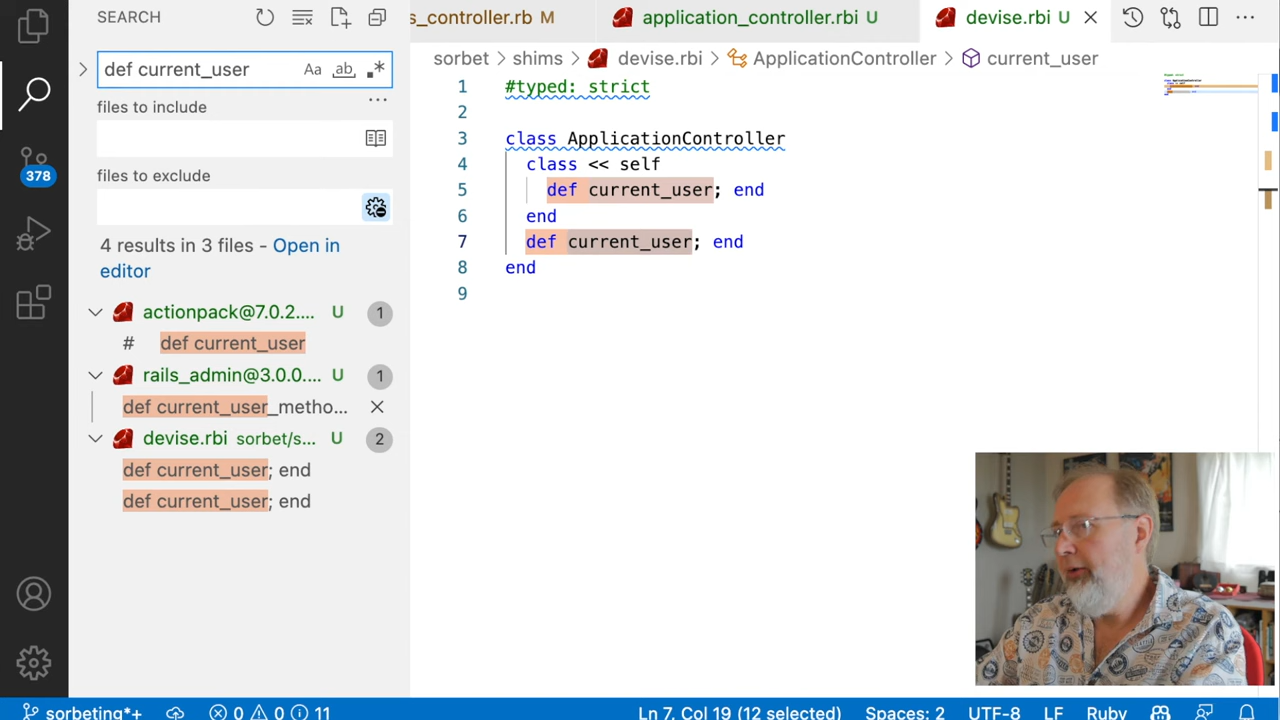 SEARCH
def current_user
Aa ab .*
files to include
files to exclude
4 results in 3 files - Open in
editor
actionpack@7.0.2.... U 1
# def current_user
rails_admin@3.0.0.... U 1
def current_user_metho...
devise.rbi sorbet/s... U 2
def current_user; end
def current_user; end
378
s_controller.rb M
application_controller.rbi U
devise.rbi U
sorbet > shims > devise.rbi > ApplicationController > current_user
1 #typed: strict
2
3 class ApplicationController
4 class << self
5 def current_user; end
6 end
7 def current_user; end
8 end
9
sorbeting*+ 0 0 11 Ln 7, Col 19 (12 selected) Spaces: 2 UTF-8 LF Ruby